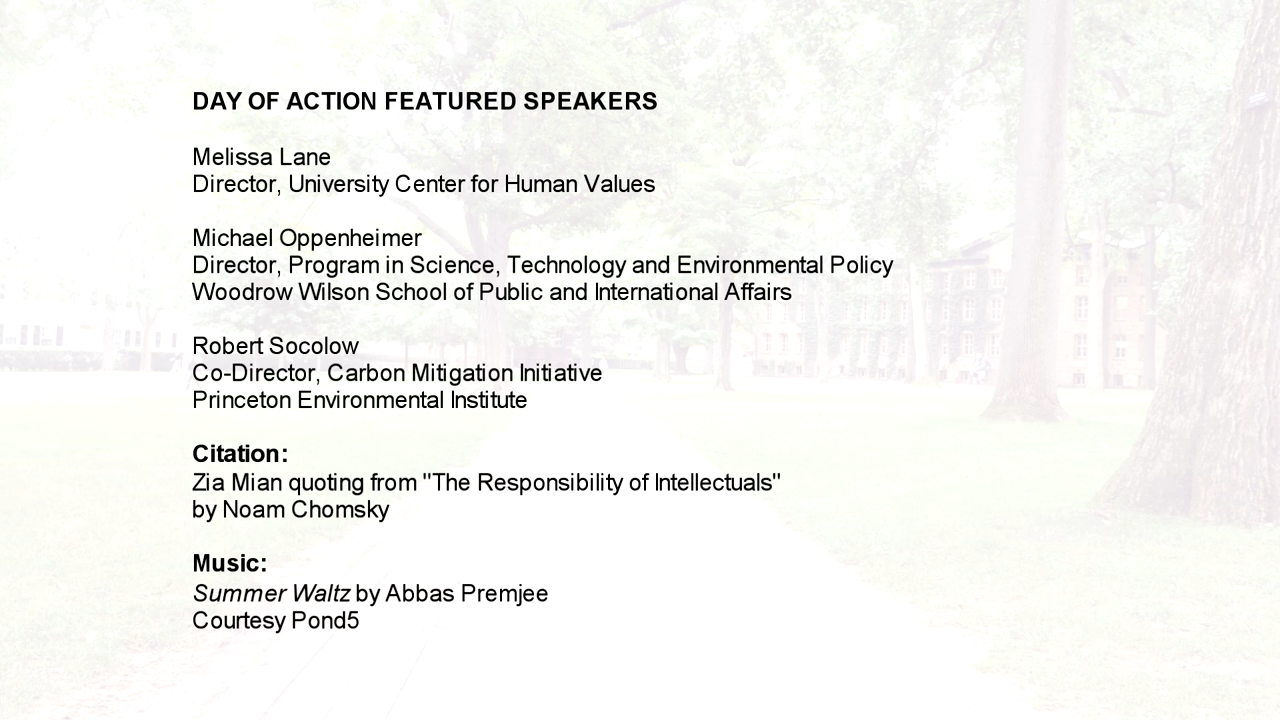 DAY OF ACTION FEATURED SPEAKERS
Melissa Lane
Director, University Center for Human Values
Michael Oppenheimer
Director, Program in Science, Technology and Environmental Policy
Woodrow Wilson School of Public and International Affairs
Robert Socolow
Co-Director, Carbon Mitigation Initiative
Princeton Environmental Institute
Citation:
Zia Mian quoting from "The Responsibility of Intellectuals"
by Noam Chomsky
Music:
Summer Waltz by Abbas Premjee
Courtesy Pond5